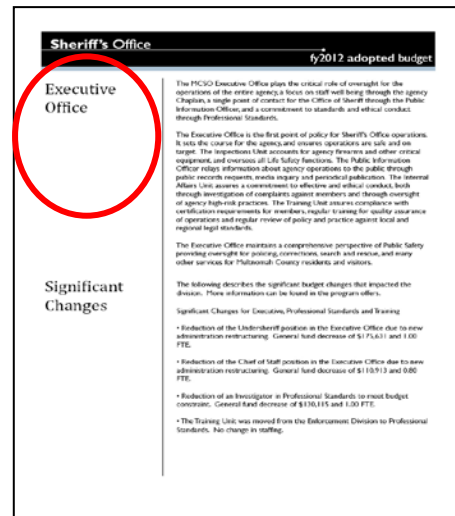 Sheriff's Office
fy2012 adopted budget
Executive
Office
The MCSO Executive Office plays the critical role of oversight for the
operations of the entire agency, a focus on staff well being through the agency
Chaplain, a single point of contact for the Office of Sheriff through the Public
Information Officer, and a commitment to standards and ethical conduct
through Professional Standards.
The Executive Office is the first point of policy for Sheriff's Office operations.
It sets the course for the agency, and ensures operations are safe and on
target. The Inspections Unit accounts for agency firearms and other critical
equipment, and oversees all Life Safety functions. The Public Information
Officer relays information about agency operations to the public through
public records requests, media inquiry and periodical publication. The Internal
Affairs Unit assures a commitment to effective and ethical conduct, both
through investigation of complaints against members and through oversight
of agency high-risk practices. The Training Unit assures compliance with
certification requirements for members, regular training for quality assurance
of operations and regular review of policy and practice against local and
regional legal standards.
The Executive Office maintains a comprehensive perspective of Public Safety
providing oversight for policing, corrections, search and rescue, and many
other services for Multnomah County residents and visitors.
Significant
Changes
The following describes the significant budget changes that impacted the
division. More information can be found in the program offers.
Significant Changes for Executive, Professional Standards and Training
• Reduction of the Undersheriff position in the Executive Office due to new
administration restructuring. General fund decrease of $175,631 and 1.00
FTE.
• Reduction of the Chief of Staff position in the Executive Office due to new
administration restructuring. General fund decrease of $110,913 and 0.80
FTE.
• Reduction of an Investigator in Professional Standards to meet budget
constraint. General fund decrease of $130,115 and 1.00 FTE.
• The Training Unit was moved from the Enforcement Division to Professional
Standards. No change in staffing.